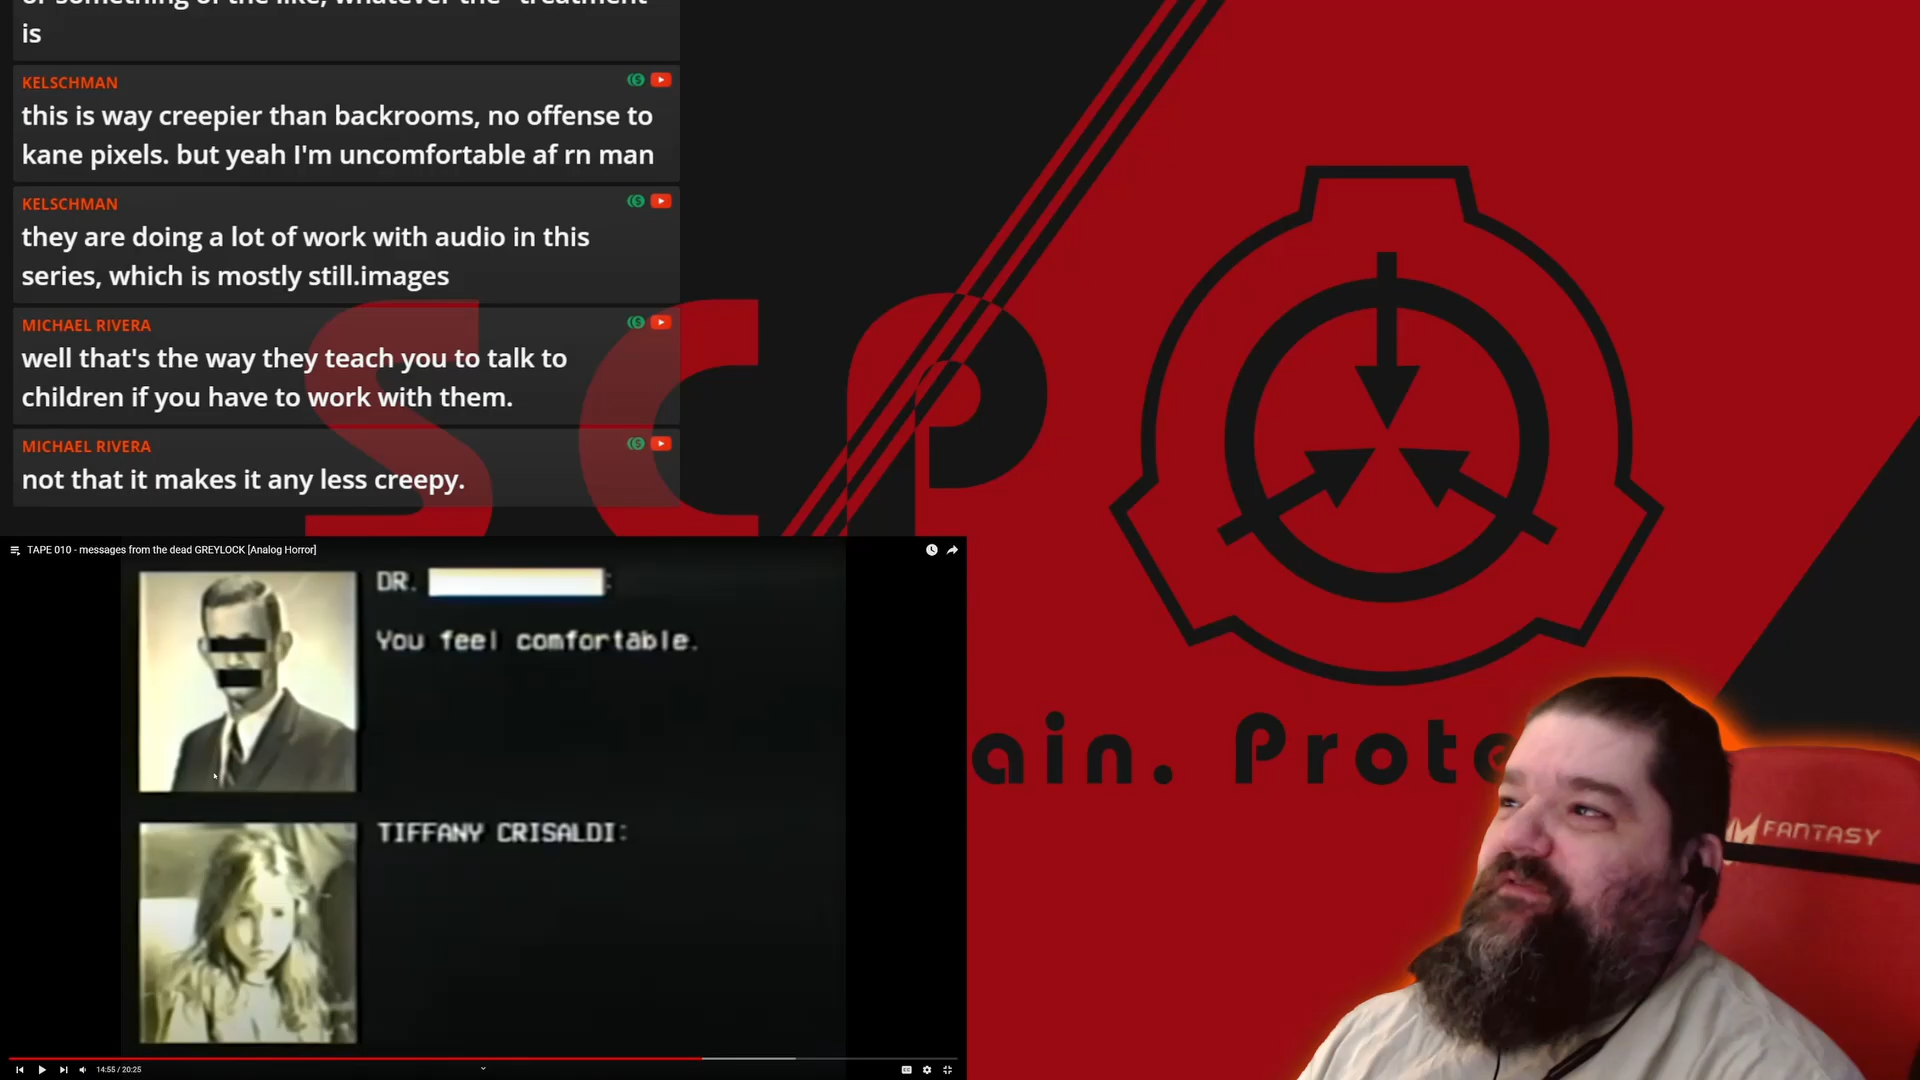 is
KELSCHMAN
this is way creepier than backrooms, no offense to
kane pixels. but yeah I'm uncomfortable af rn man
KELSCHMAN
they are doing a lot of work with audio in this
series, which is mostly still.images
MICHAEL RIVERA
well that's the way they teach you to talk to
children if you have to work with them.
MICHAEL RIVERA
not that it makes it any less creepy.
SCP
ain. Prote
TAPE 010 - messages from the dead GREYLOCK [Analog Horror]
DR. :
You feel comfortable.
TIFFANY CRISALDI:
14:55 / 20:25
FANTASY